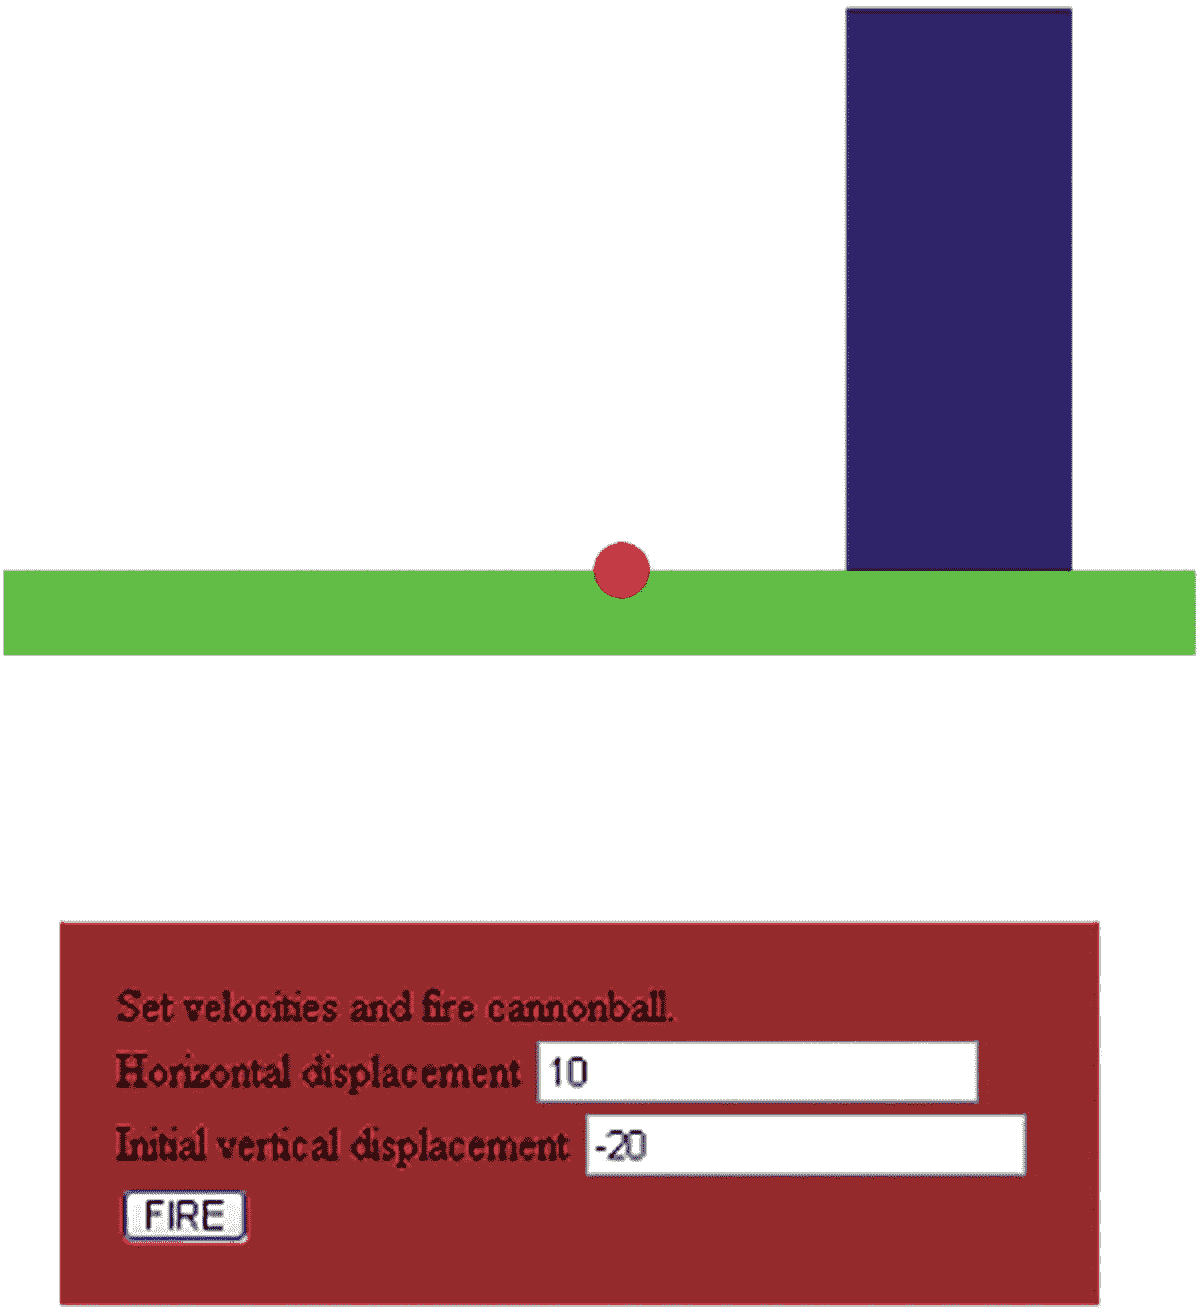 Set velocities and fire cannonball.
Horizontal displacement 10
Initial vertical displacement -20
FIRE